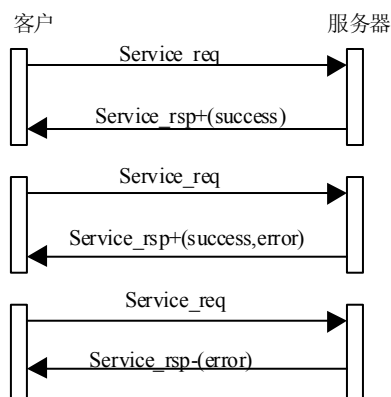 客户 服务器
Service_req
Service_rsp+(success)
Service_req
Service_rsp+(success,error)
Service_req
Service_rsp-(error)